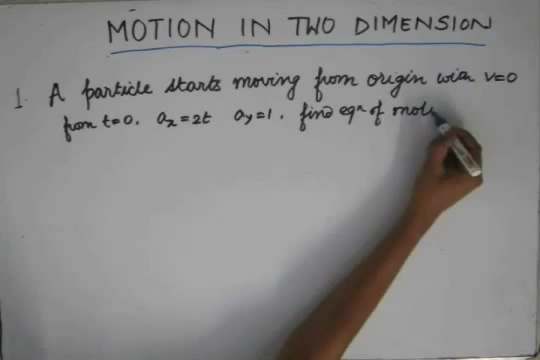 MOTION IN TWO DIMENSION
1. A particle starts moving from origin with v=0
from t=0. ax=2t ay=1. find eqn of mot